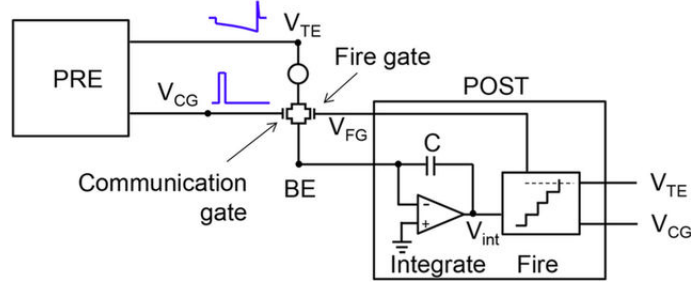 V_TE
Fire gate
PRE
POST
V_CG
V_FG
C
Communication
gate
BE
-
+
V_int
V_TE
V_CG
Integrate
Fire